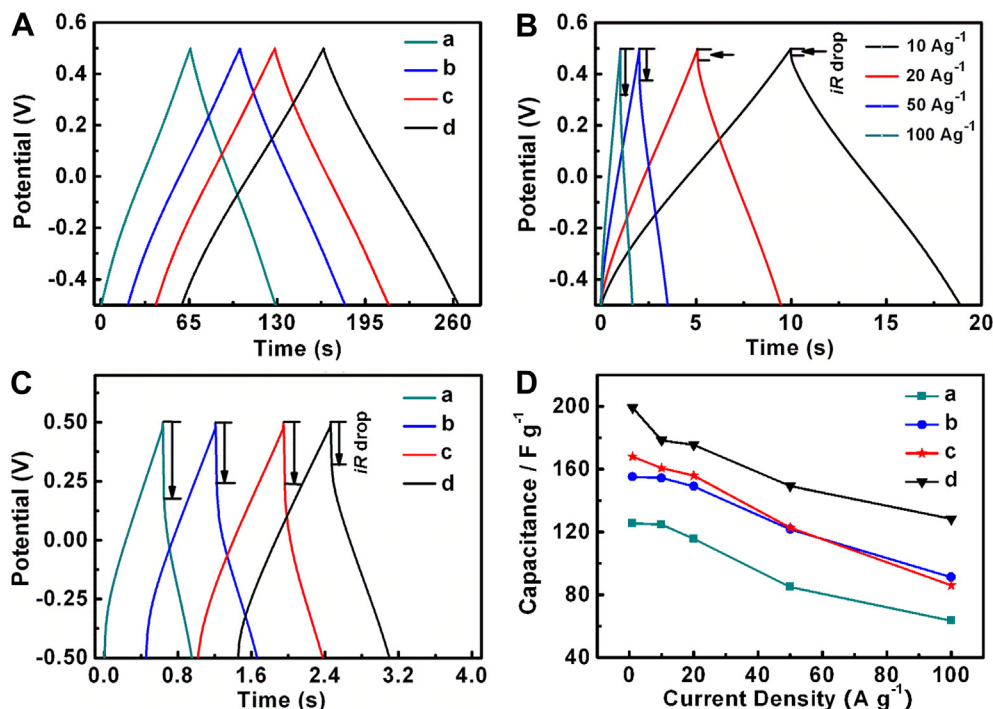 A
a
b
c
d
Potential (V)
0.4
0.2
0.0
-0.2
-0.4
0
65
130
195
260
Time (s)
B
iR drop
10 Ag⁻¹
20 Ag⁻¹
50 Ag⁻¹
100 Ag⁻¹
Potential (V)
0.4
0.2
0.0
-0.2
-0.4
0
5
10
15
20
Time (s)
C
iR drop
a
b
c
d
Potential (V)
0.50
0.25
0.00
-0.25
-0.50
0.0
0.8
1.6
2.4
3.2
4.0
Time (s)
D
a
b
c
d
Capacitance / F g⁻¹
200
160
120
80
40
0
20
40
60
80
100
Current Density (A g⁻¹)